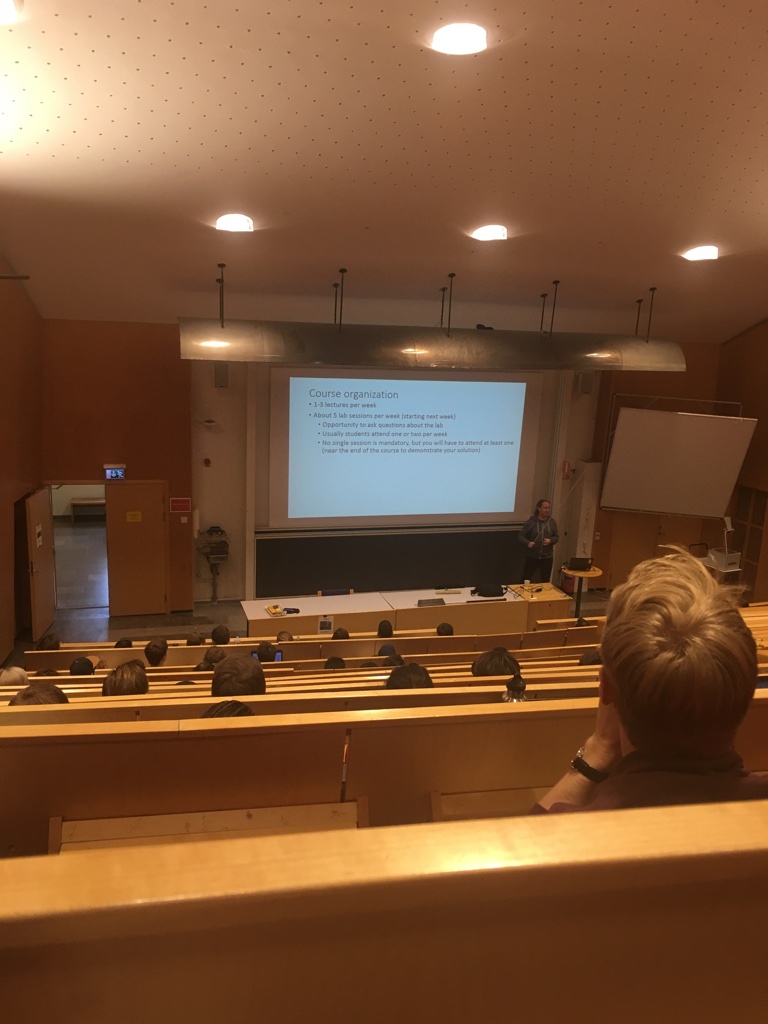 Course organization
• 1-3 lectures per week
• About 5 lab sessions per week (starting next week)
• Opportunity to ask questions about the lab
• Usually students attend one or two per week
• No single session is mandatory, but you will have to attend at least one
(near the end of the course to demonstrate your solution)